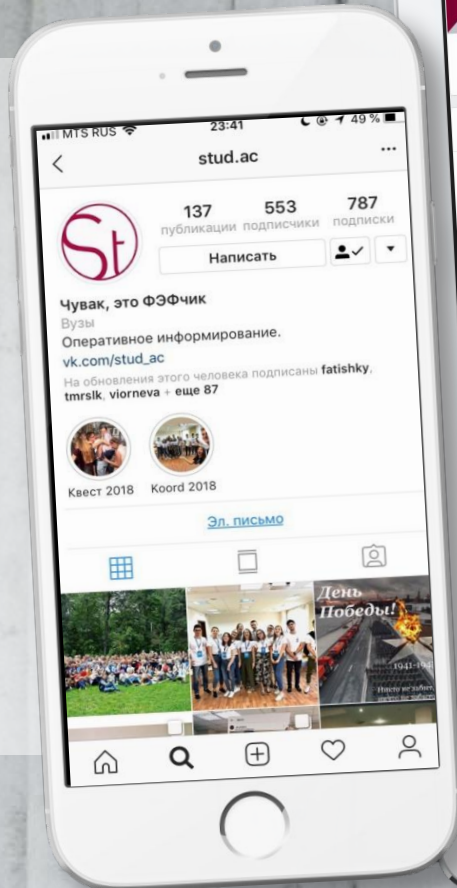 MTS RUS 23:41 49 %
stud.ac
St
137 553 787
публикации подписчики подписки
Написать
Чувак, это ФЭФчик
Вузы
Оперативное информирование.
vk.com/stud_ac
На обновления этого человека подписаны fatishky,
tmrslk, viorneva + еще 87
Квест 2018 Koord 2018
Эл. письмо
День
Победы!